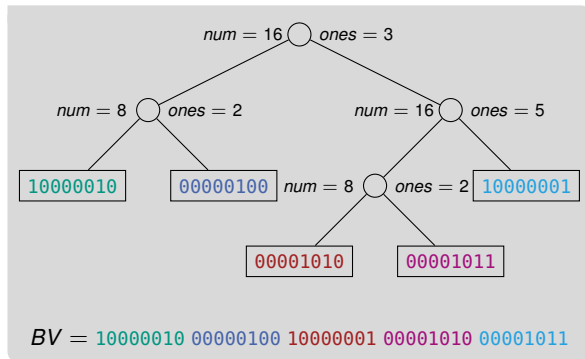 num = 16 ones = 3
num = 8 ones = 2 num = 16 ones = 5
10000010 00000100 num = 8 ones = 2 10000001
00001010 00001011
BV = 10000010 00000100 10000001 00001010 00001011